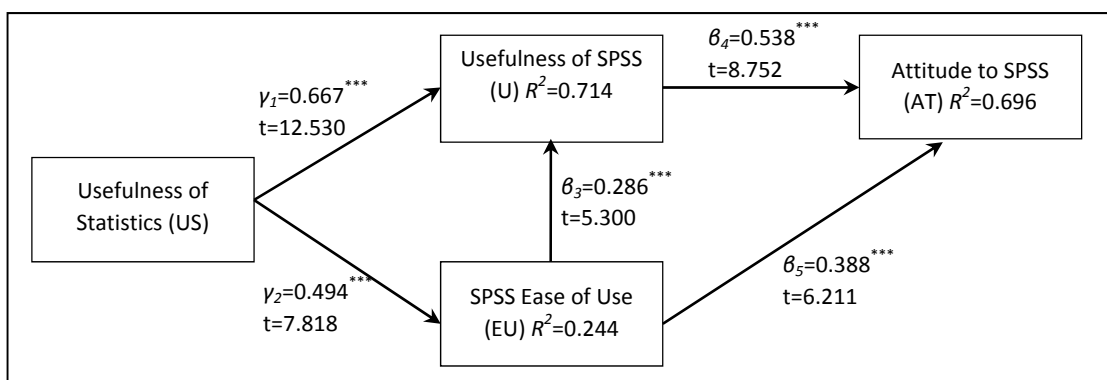 γ₁=0.667***
t=12.530
Usefulness of
Statistics (US)
γ₂=0.494***
t=7.818
Usefulness of SPSS
(U) R²=0.714
β₃=0.286***
t=5.300
SPSS Ease of Use
(EU) R²=0.244
β₄=0.538***
t=8.752
Attitude to SPSS
(AT) R²=0.696
β₅=0.388***
t=6.211